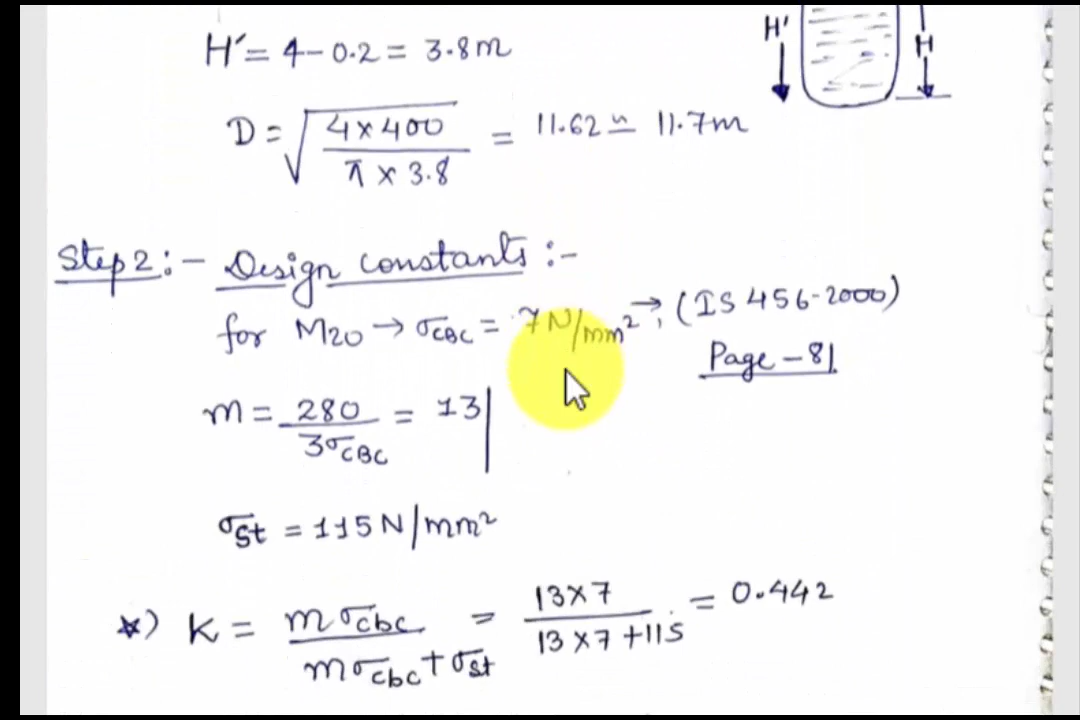 H' = 4 - 0.2 = 3.8m
H'
H
D = √(4 × 400 / π × 3.8) = 11.62 ≃ 11.7m
Step 2:- Design constants:-
for M20 → σCBC = 7N/mm² → (IS 456-2000)
Page - 81
m = 280 / 3σCBC = 13
σst = 115 N/mm²
*) K = mσcbc / mσcbc + σst = 13×7 / 13×7 + 115 = 0.442